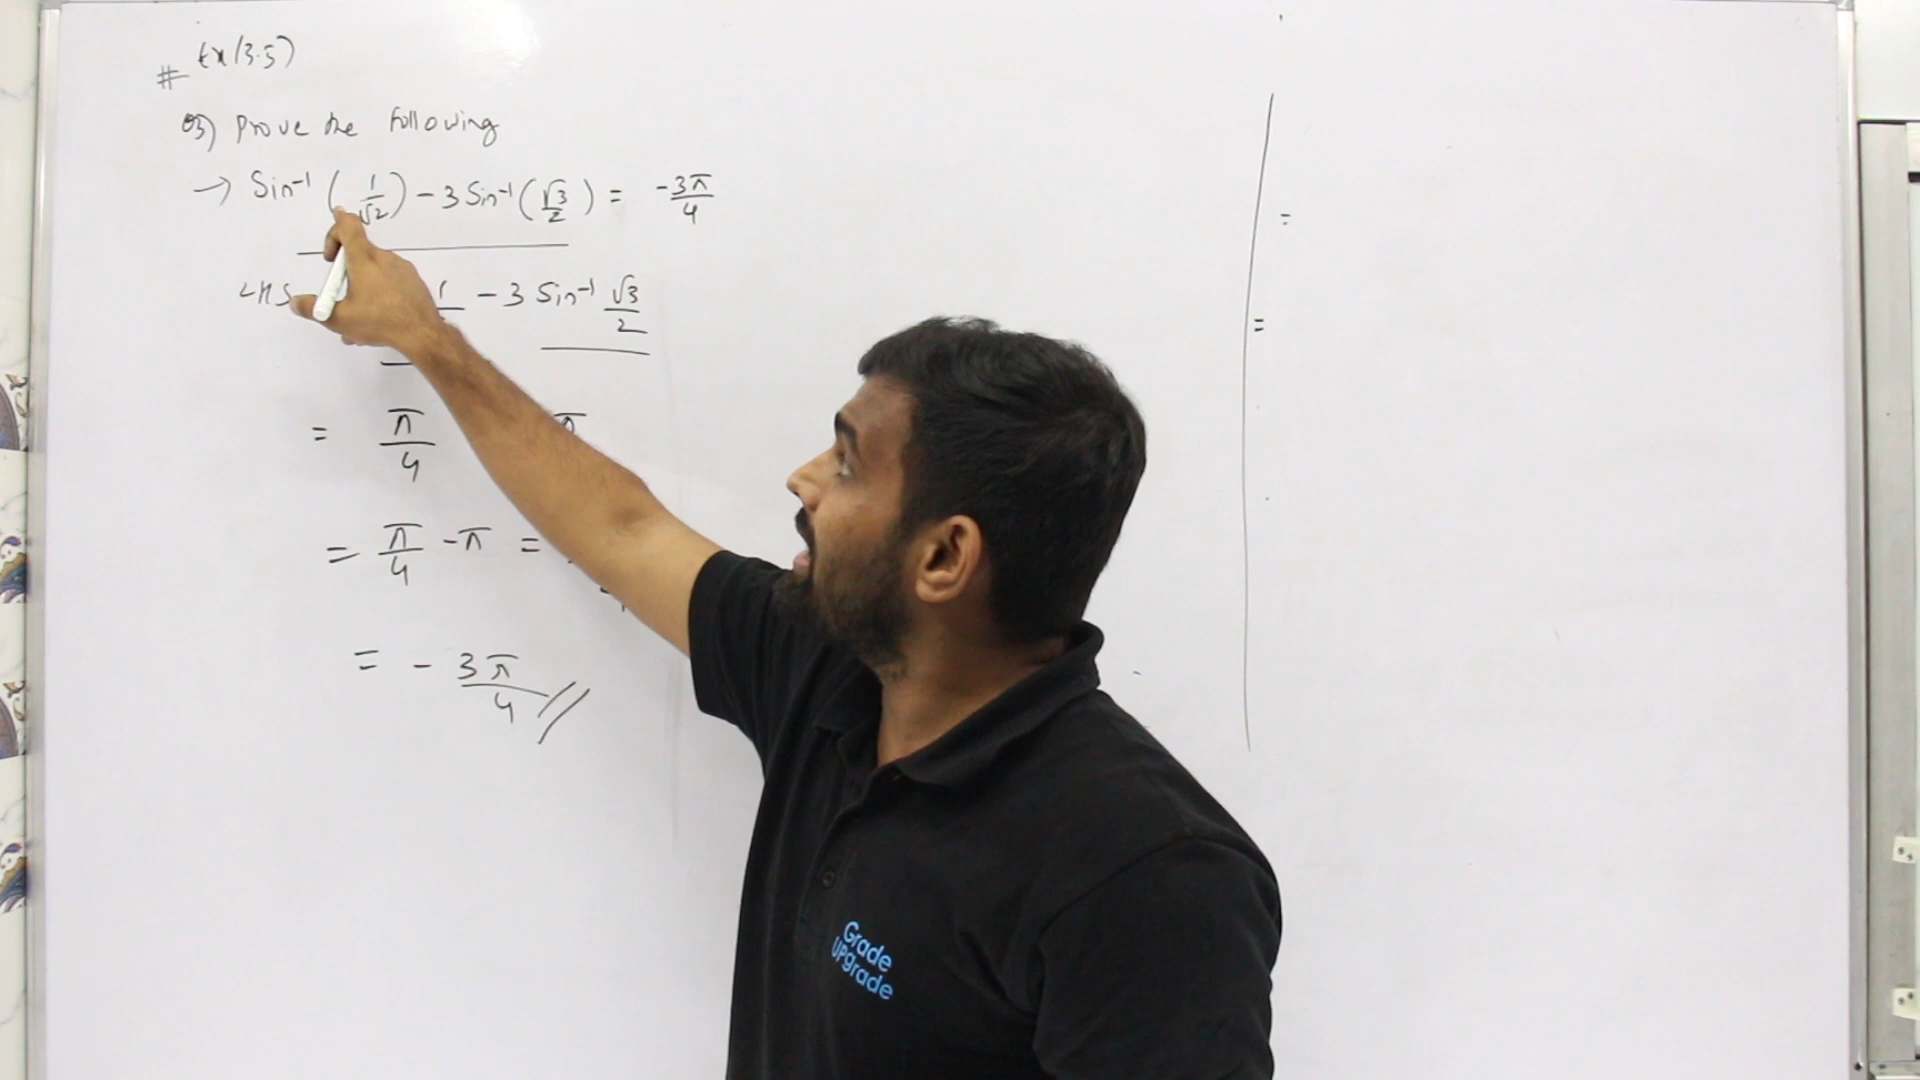 # Ex (3.5)
Q3) Prove the following
→ Sin⁻¹ (1/√2) - 3 Sin⁻¹ (√3/2) = -3π/4
LHS 1 - 3 Sin⁻¹ √3/2
= π/4 π
= π/4 - π =
= - 3π/4 //
=
=
Grade
UPgrade